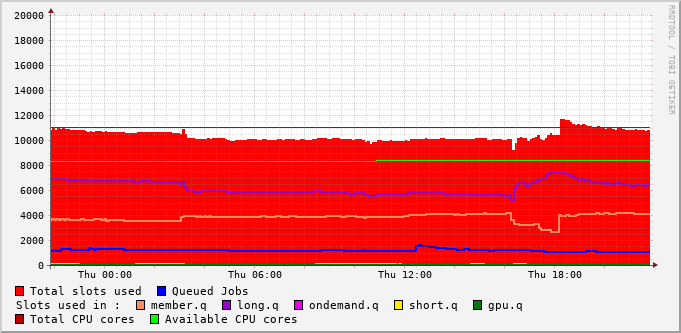 RRDTOOL / TOBI OETIKER
20000
18000
16000
14000
12000
10000
8000
6000
4000
2000
0
Thu 00:00 Thu 06:00 Thu 12:00 Thu 18:00
Total slots used Queued Jobs
Slots used in : member.q long.q ondemand.q short.q gpu.q
Total CPU cores Available CPU cores